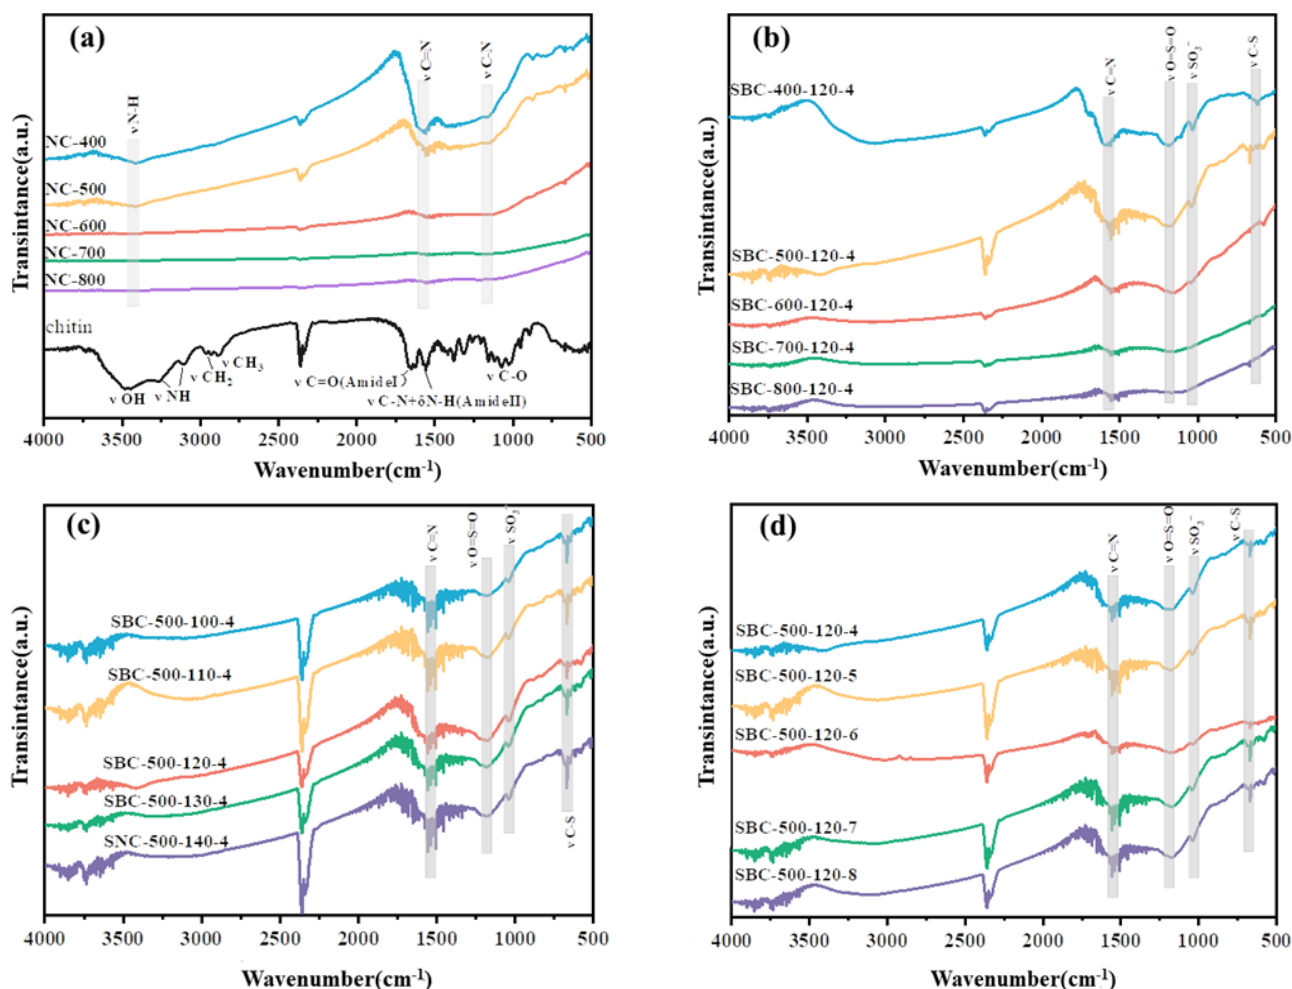 (a)
ν N-H
ν C=N
ν C-N
NC-400
NC-500
NC-600
NC-700
NC-800
chitin
ν OH
ν NH
ν CH2
ν CH3
ν C=O(AmideI)
ν C-N+δN-H(AmideII)
ν C-O
Transintance(a.u.)
4000 3500 3000 2500 2000 1500 1000 500
Wavenumber(cm-1)
(b)
ν C=N
ν O=S=O
ν SO3−
ν C-S
SBC-400-120-4
SBC-500-120-4
SBC-600-120-4
SBC-700-120-4
SBC-800-120-4
Transintance(a.u.)
4000 3500 3000 2500 2000 1500 1000 500
Wavenumber(cm-1)
(c)
ν C=N
ν O=S=O
ν SO3−
ν C-S
SBC-500-100-4
SBC-500-110-4
SBC-500-120-4
SBC-500-130-4
SNC-500-140-4
Transintance(a.u.)
4000 3500 3000 2500 2000 1500 1000 500
Wavenumber(cm-1)
(d)
ν C=N
ν O=S=O
ν SO3−
ν C-S
SBC-500-120-4
SBC-500-120-5
SBC-500-120-6
SBC-500-120-7
SBC-500-120-8
Transintance(a.u.)
4000 3500 3000 2500 2000 1500 1000 500
Wavenumber(cm-1)